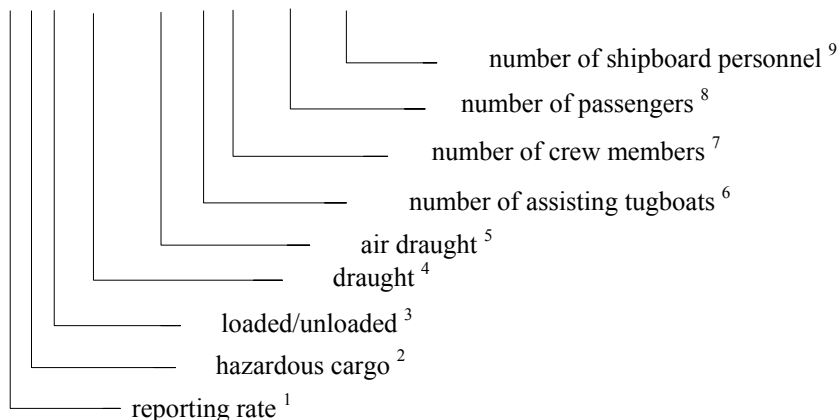 number of shipboard personnel 9
number of passengers 8
number of crew members 7
number of assisting tugboats 6
air draught 5
draught 4
loaded/unloaded 3
hazardous cargo 2
reporting rate 1